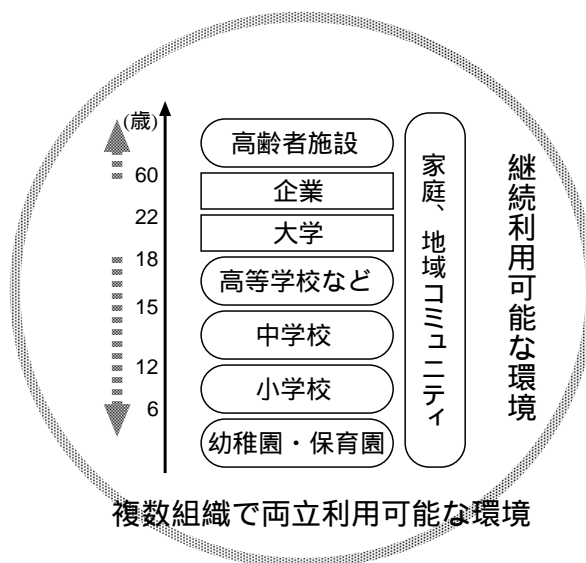 (歳)
60
22
18
15
12
6
高齢者施設
企業
大学
高等学校など
中学校
小学校
幼稚園・保育園
家庭、地域コミュニティ
継続利用可能な環境
複数組織で両立利用可能な環境